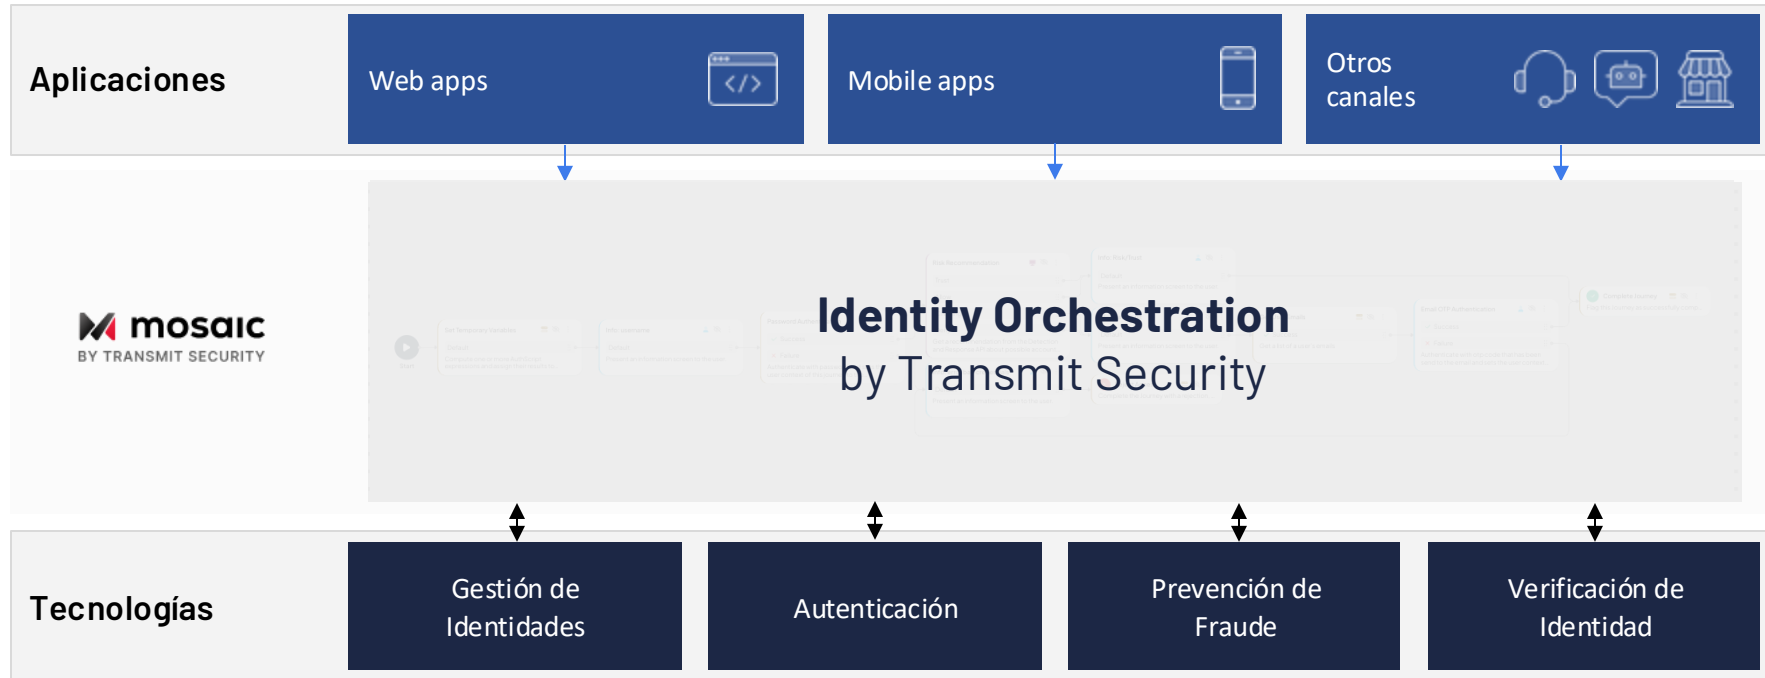 Aplicaciones
Web apps
</>
Mobile apps
Otros
canales
mosaic
BY TRANSMIT SECURITY
Identity Orchestration
by Transmit Security
Tecnologías
Gestión de
Identidades
Autenticación
Prevención de
Fraude
Verificación de
Identidad